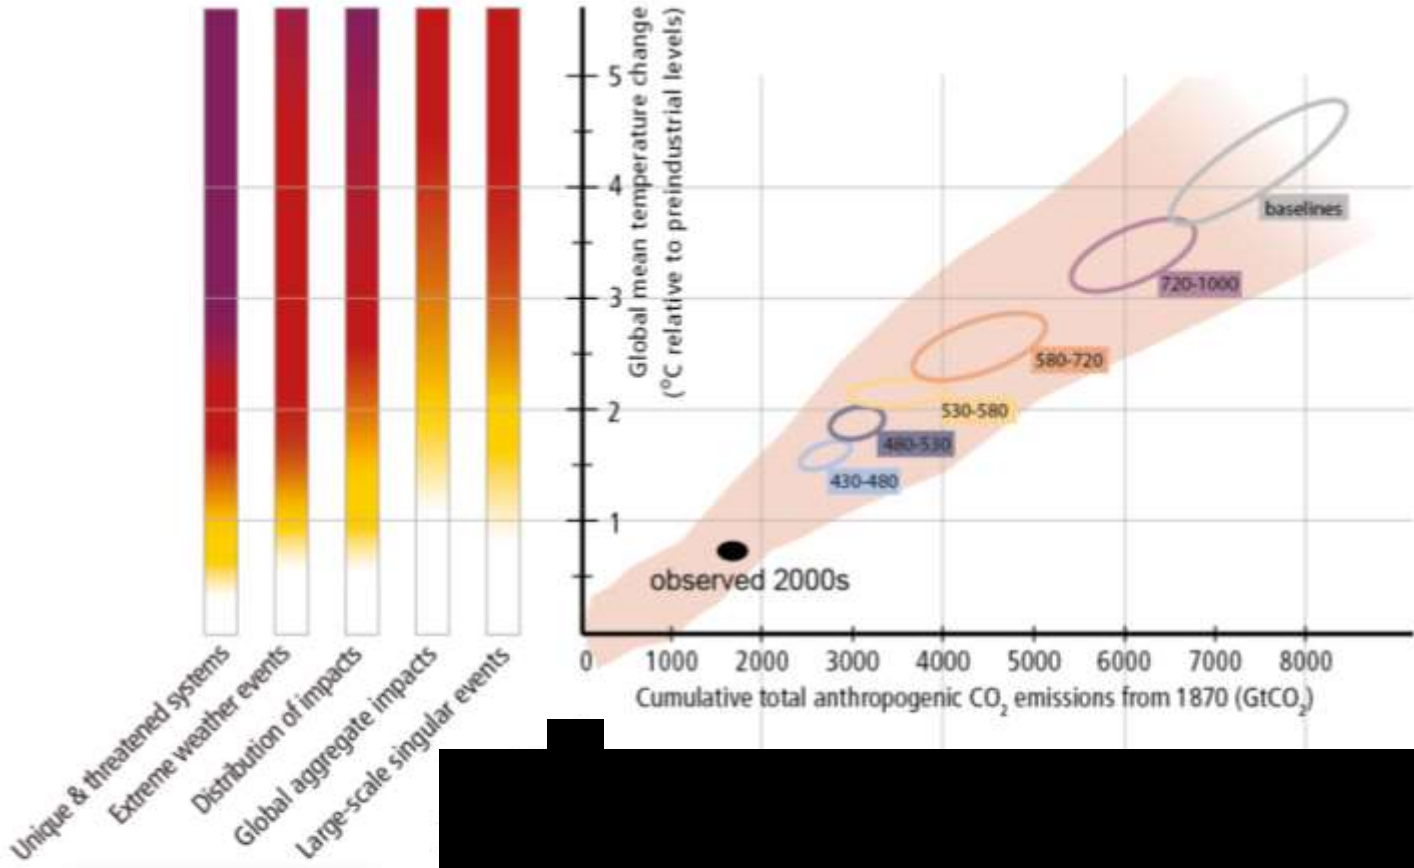 Global mean temperature change
(°C relative to preindustrial levels)
5
4
3
2
1
baselines
720-1000
580-720
530-580
480-530
430-480
observed 2000s
0 1000 2000 3000 4000 5000 6000 7000 8000
Cumulative total anthropogenic CO₂ emissions from 1870 (GtCO₂)
Unique & threatened systems
Extreme weather events
Distribution of impacts
Global aggregate impacts
Large-scale singular events